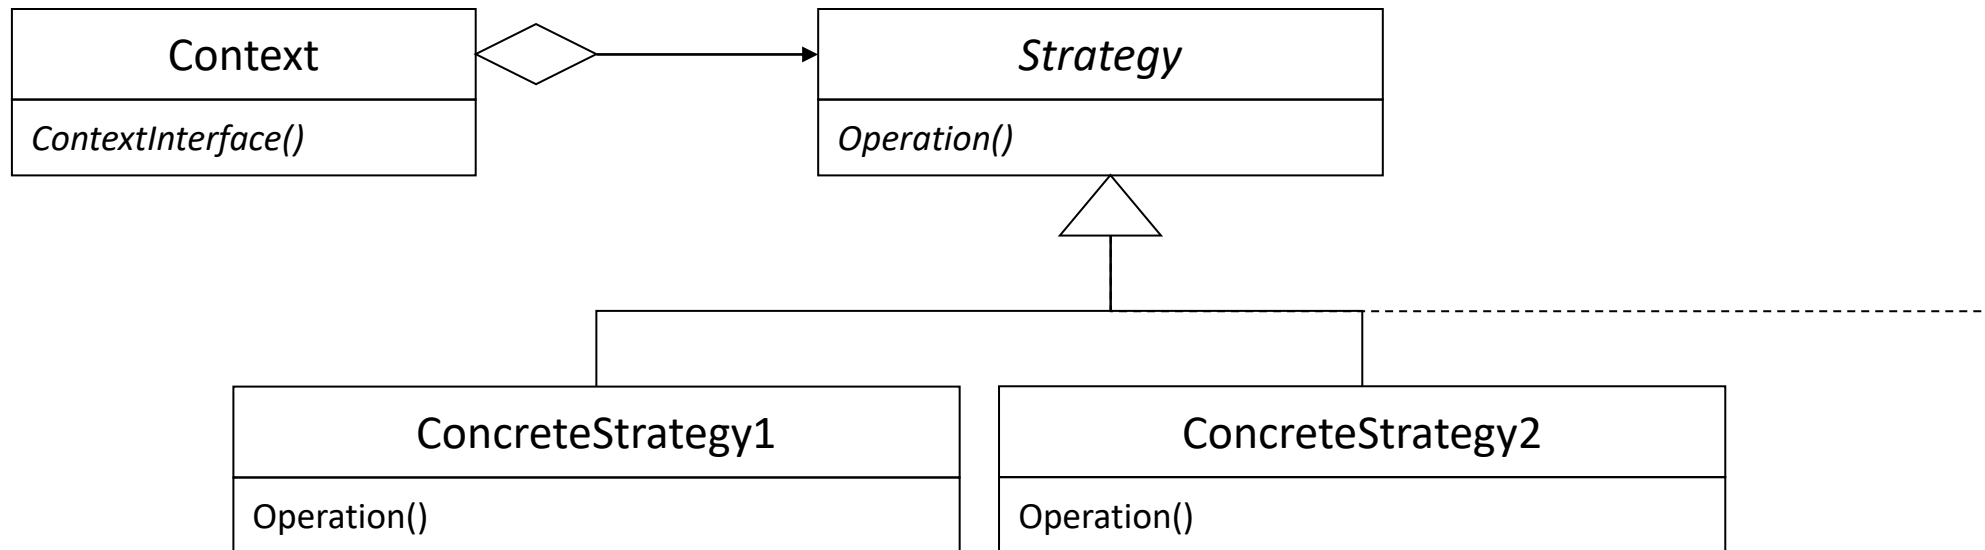 Context
Strategy
ContextInterface()
Operation()
ConcreteStrategy1
ConcreteStrategy2
Operation()
Operation()